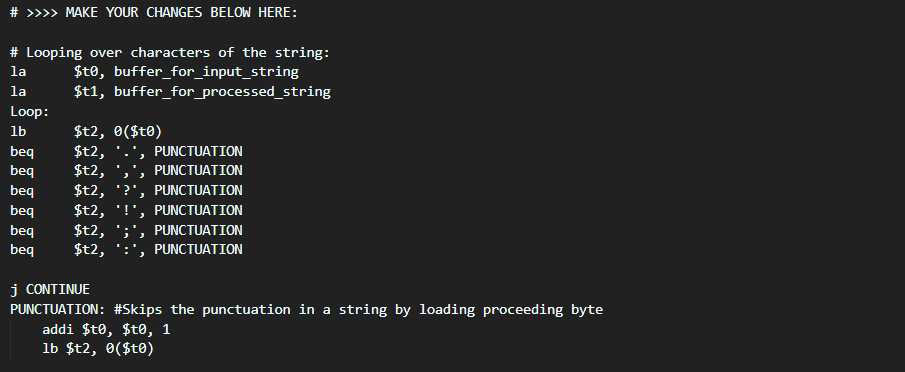 # >>>> MAKE YOUR CHANGES BELOW HERE:
# Looping over characters of the string:
la $t0, buffer_for_input_string
la $t1, buffer_for_processed_string
Loop:
lb $t2, 0($t0)
beq $t2, '.', PUNCTUATION
beq $t2, ',', PUNCTUATION
beq $t2, '?', PUNCTUATION
beq $t2, '!', PUNCTUATION
beq $t2, ';', PUNCTUATION
beq $t2, ':', PUNCTUATION
j CONTINUE
PUNCTUATION: #Skips the punctuation in a string by loading proceeding byte
addi $t0, $t0, 1
lb $t2, 0($t0)